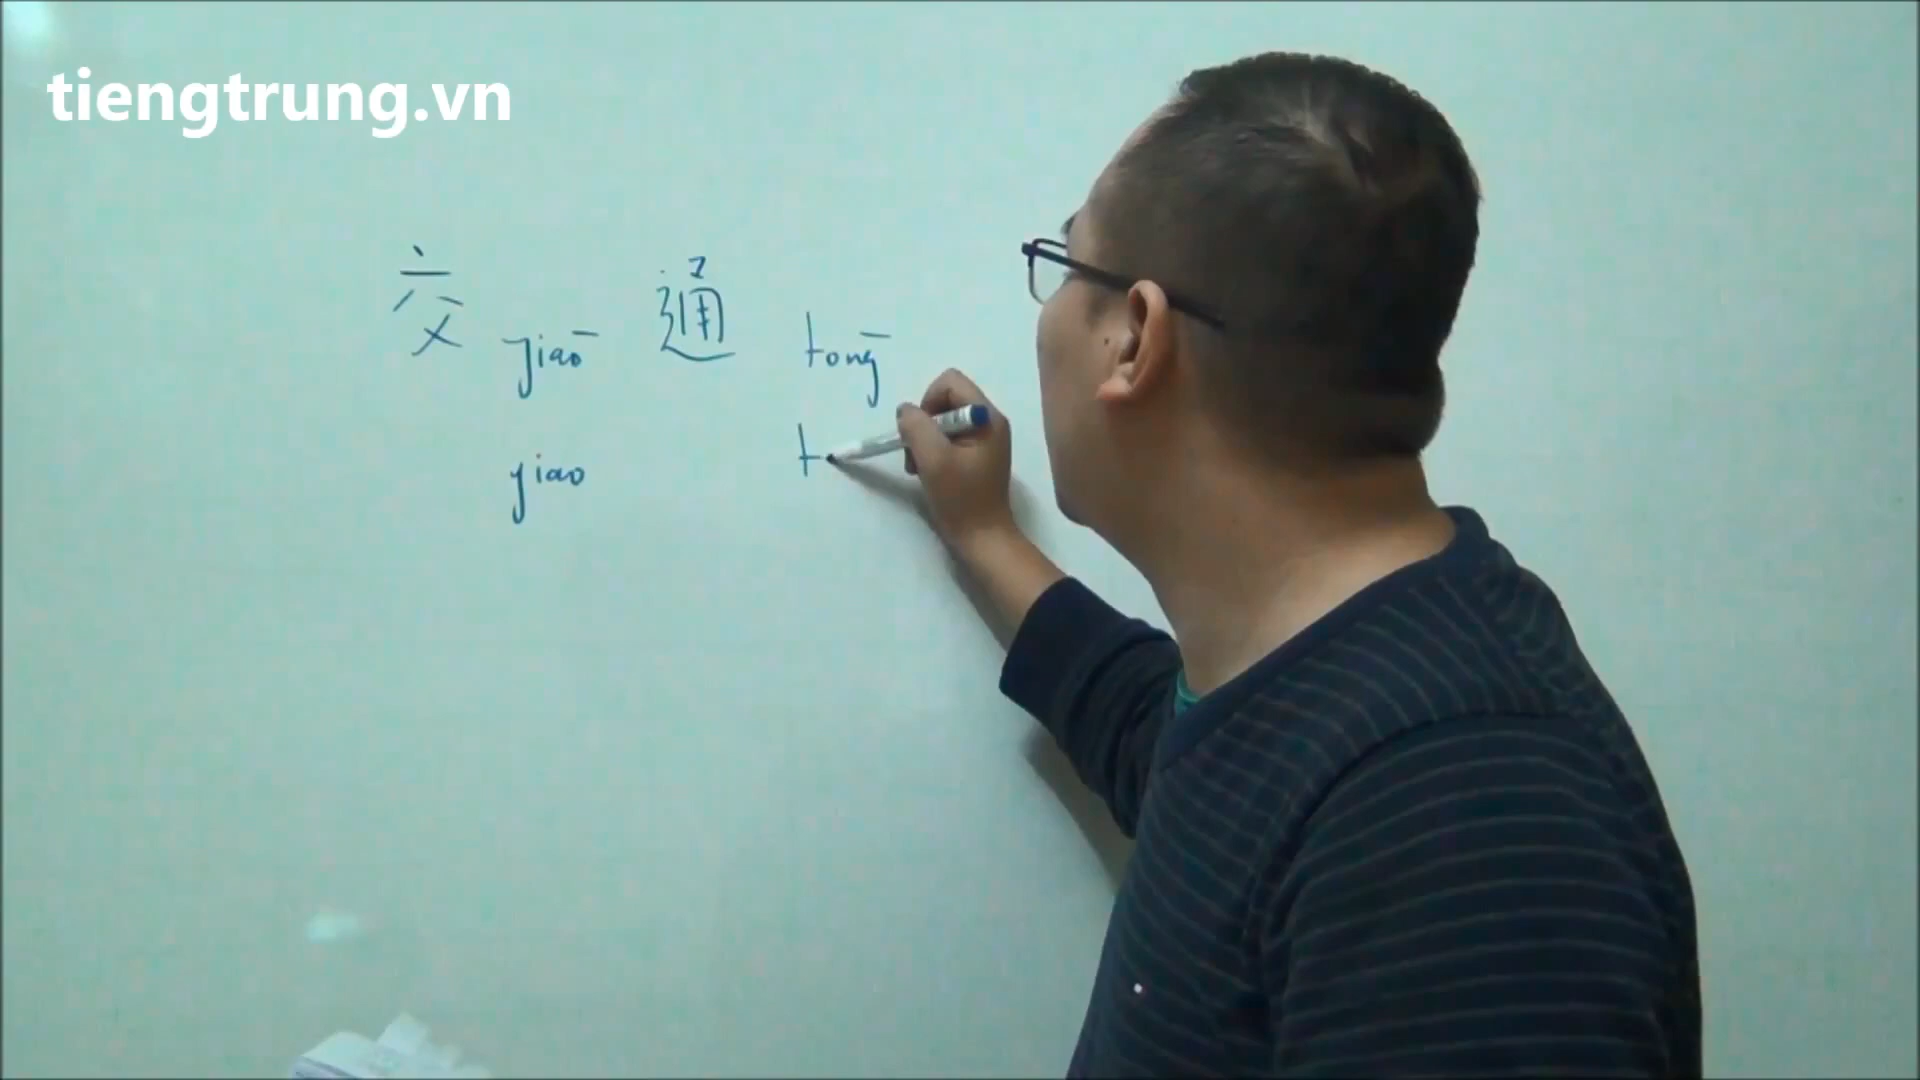 tiengtrung.vn
交 jiāo 通 tōng
jiao t